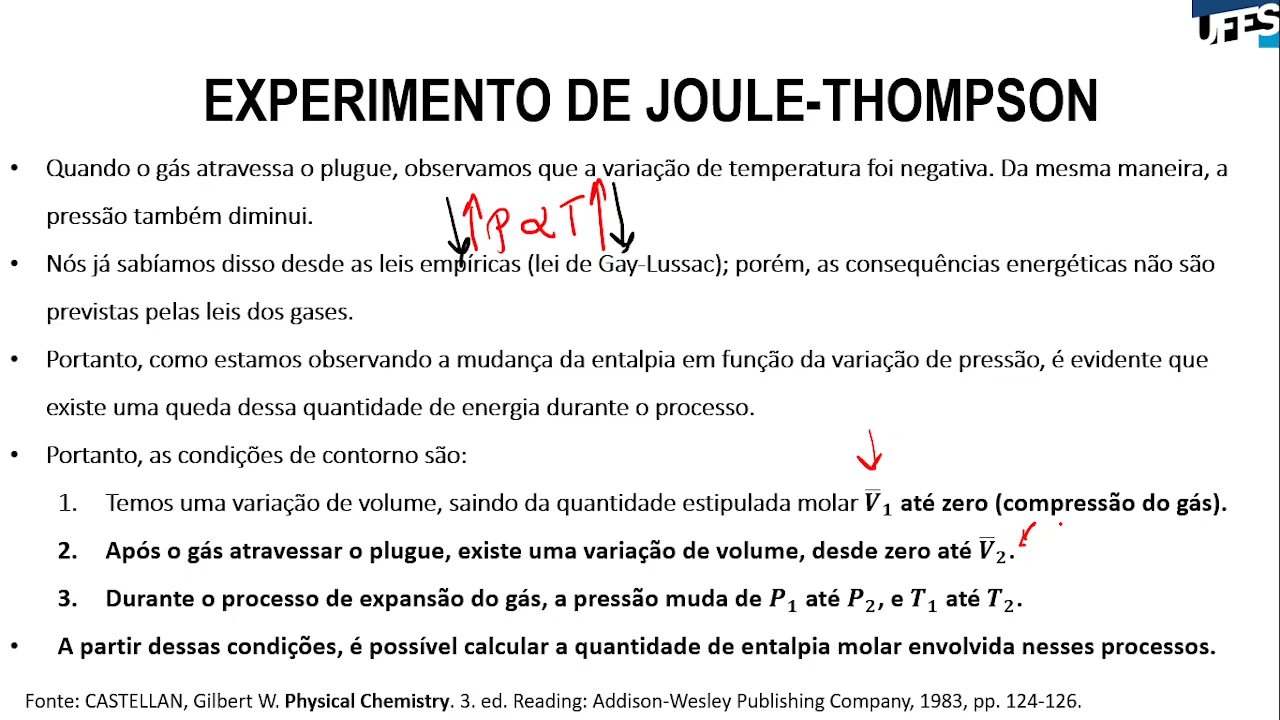 UFES
EXPERIMENTO DE JOULE-THOMPSON
• Quando o gás atravessa o plugue, observamos que a variação de temperatura foi negativa. Da mesma maneira, a
pressão também diminui.
P ∝ T
• Nós já sabíamos disso desde as leis empíricas (lei de Gay-Lussac); porém, as consequências energéticas não são
previstas pelas leis dos gases.
• Portanto, como estamos observando a mudança da entalpia em função da variação de pressão, é evidente que
existe uma queda dessa quantidade de energia durante o processo.
• Portanto, as condições de contorno são:
1. Temos uma variação de volume, saindo da quantidade estipulada molar V̅₁ até zero (compressão do gás).
2. Após o gás atravessar o plugue, existe uma variação de volume, desde zero até V̅₂.
3. Durante o processo de expansão do gás, a pressão muda de P₁ até P₂, e T₁ até T₂.
• A partir dessas condições, é possível calcular a quantidade de entalpia molar envolvida nesses processos.
Fonte: CASTELLAN, Gilbert W. Physical Chemistry. 3. ed. Reading: Addison-Wesley Publishing Company, 1983, pp. 124-126.